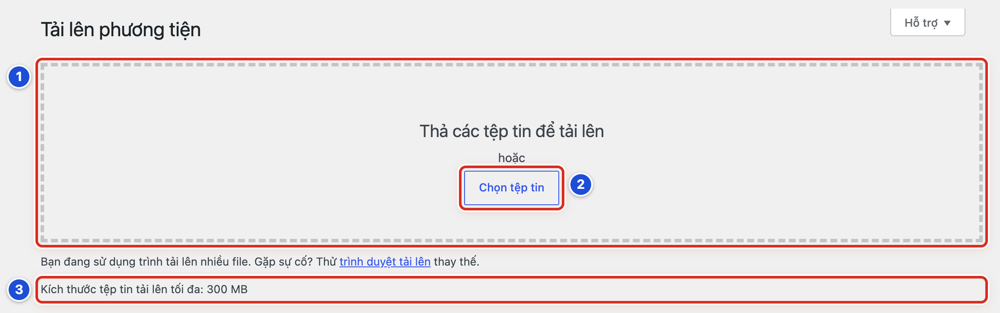 Tải lên phương tiện
Hỗ trợ ▼
1
Thả các tệp tin để tải lên
hoặc
Chọn tệp tin
2
Bạn đang sử dụng trình tải lên nhiều file. Gặp sự cố? Thử trình duyệt tải lên thay thế.
3
Kích thước tệp tin tải lên tối đa: 300 MB